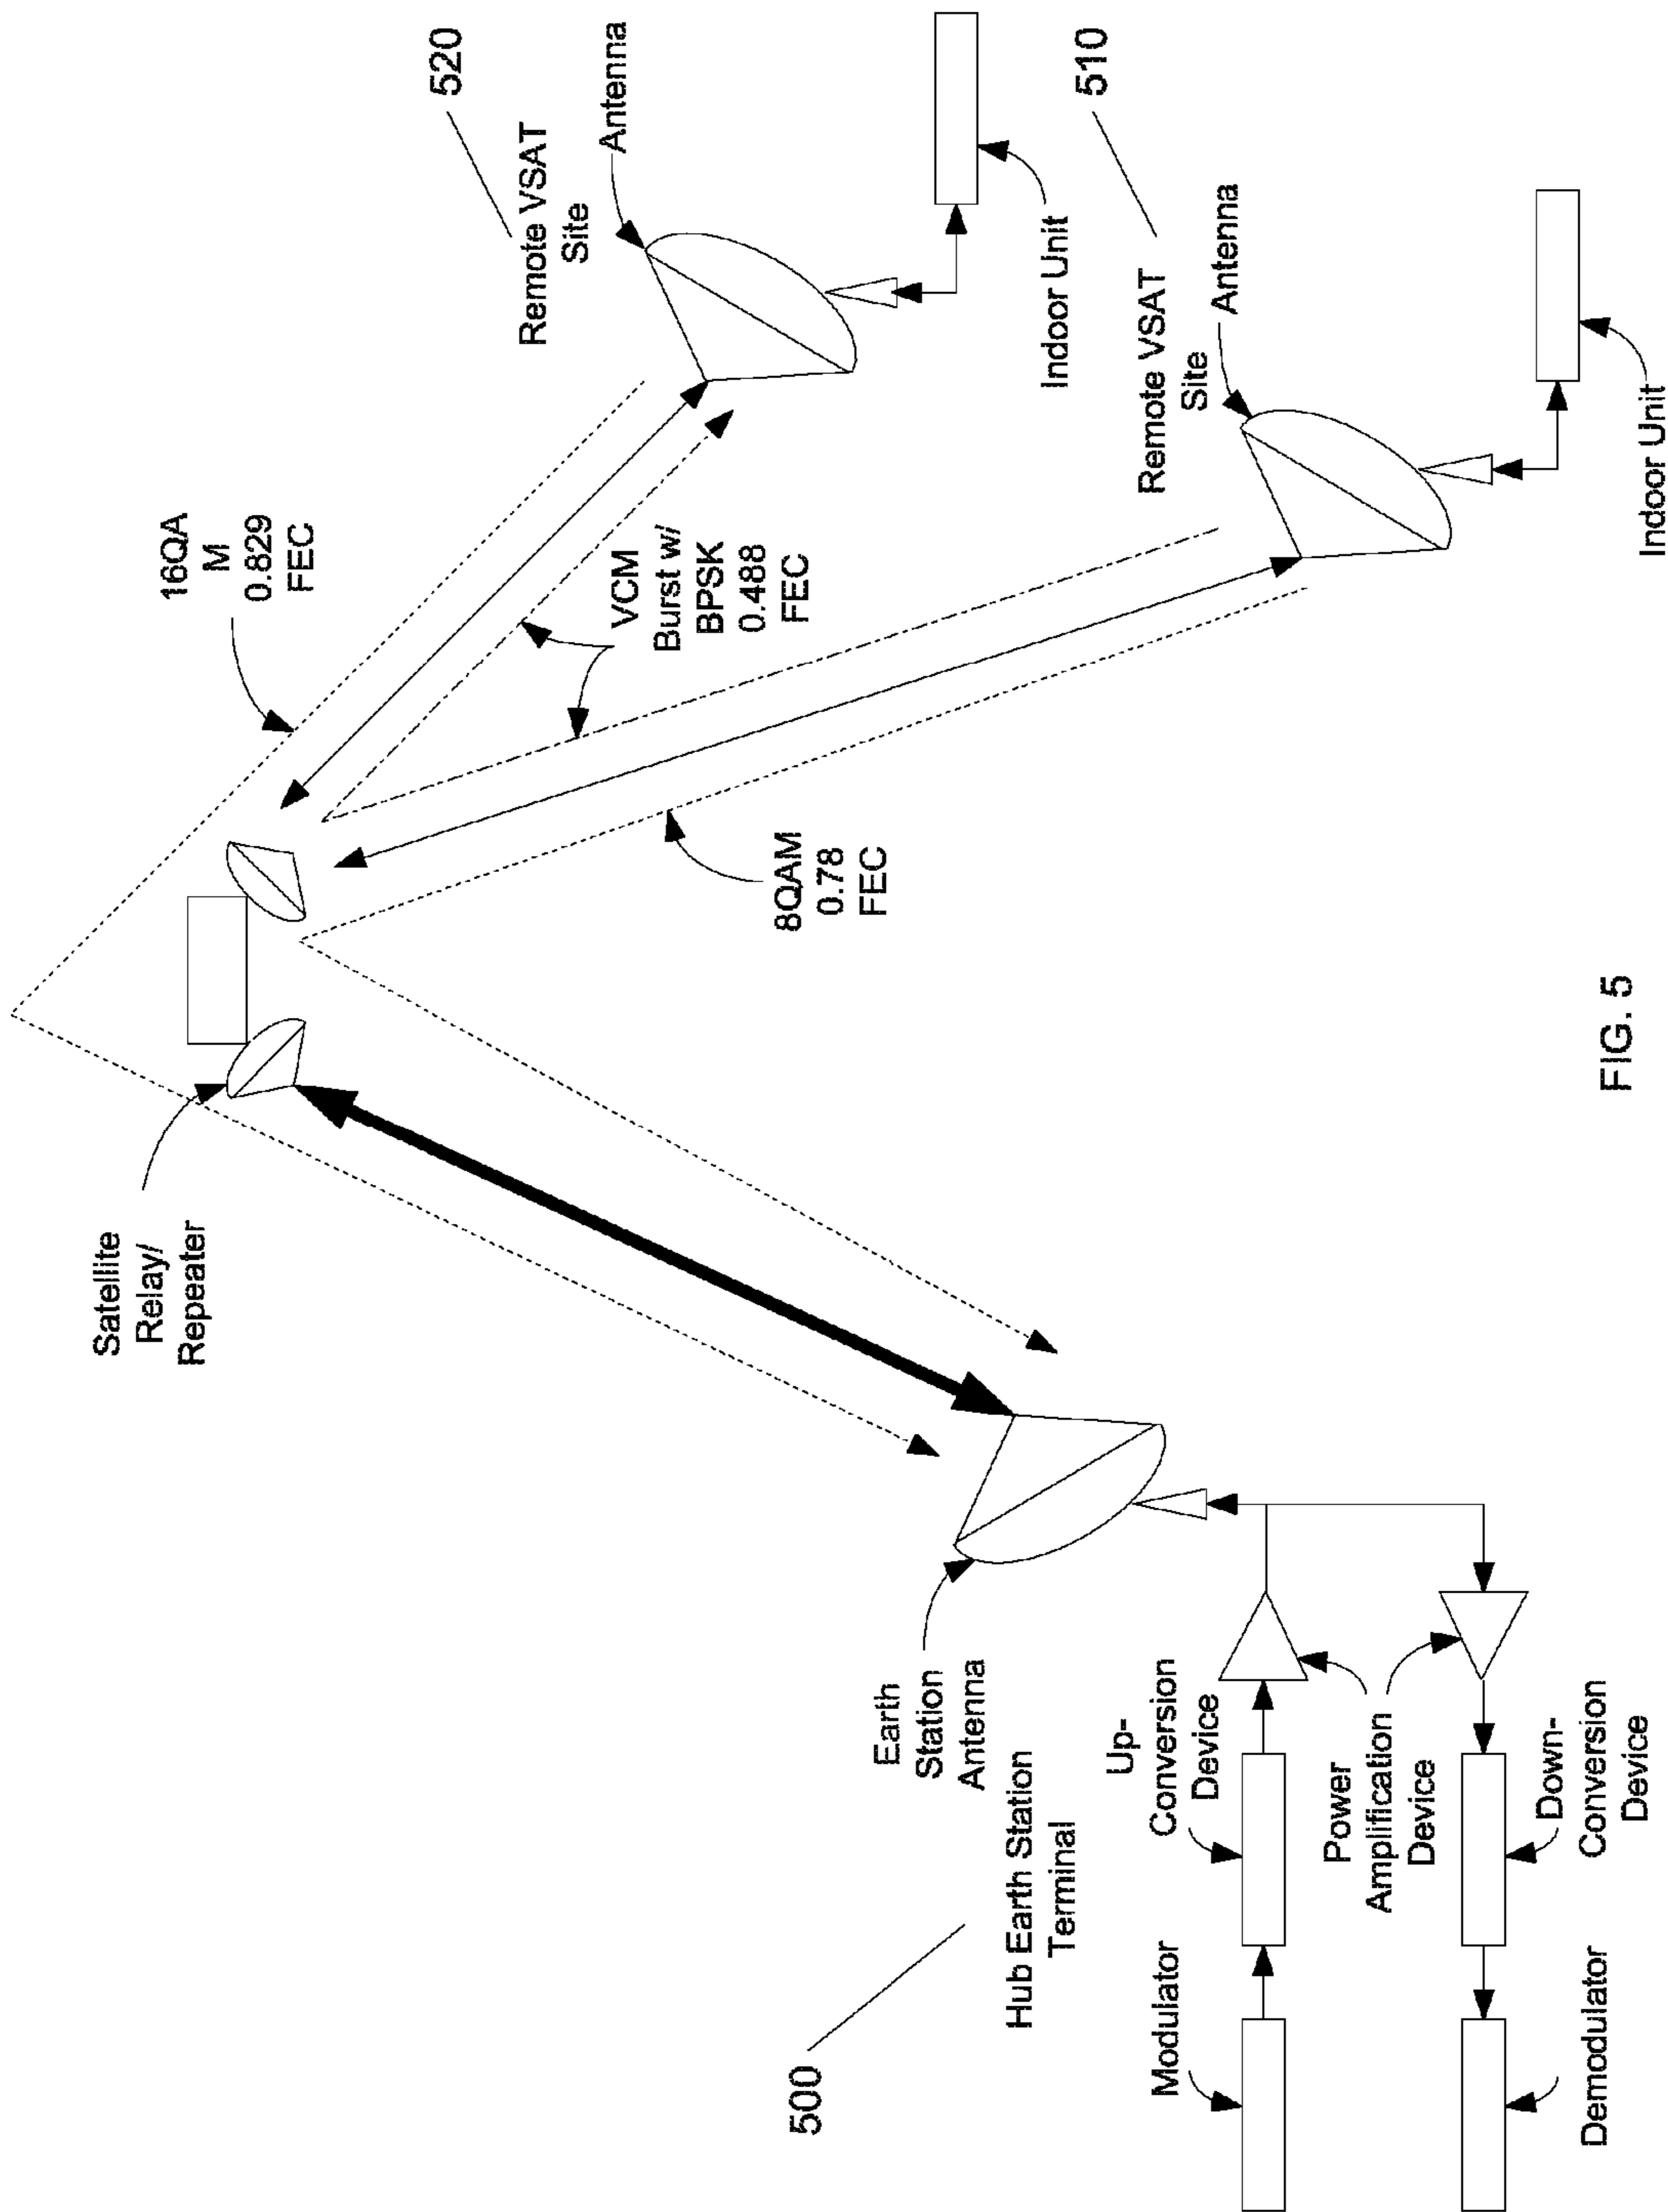 Satellite
Relay/
Repeater
16QA
M
0.829
FEC
520
Remote VSAT
Site
Antenna
VCM
Burst w/
BPSK
0.488
FEC
8QAM
0.78
FEC
Indoor Unit
510
Remote VSAT
Site
Antenna
Indoor Unit
Earth
Station
Antenna
500
Hub Earth Station
Terminal
Modulator
Up-
Conversion
Device
Power
Amplification
Device
Demodulator
Down-
Conversion
Device
FIG. 5